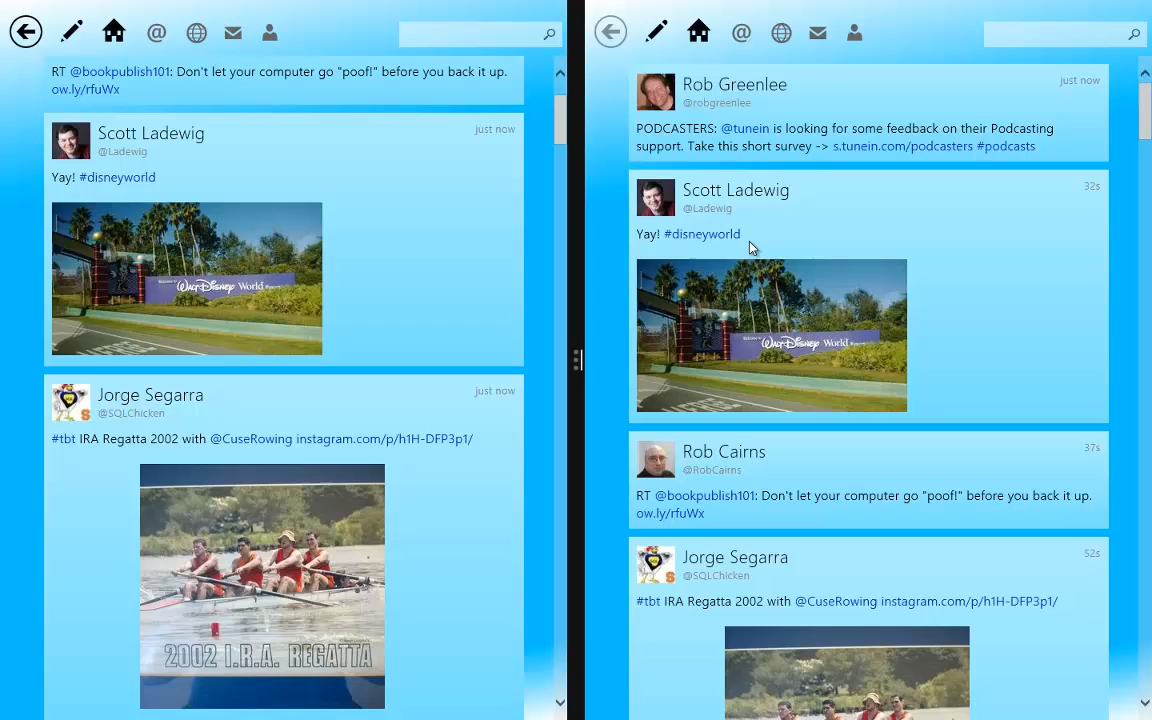 RT @bookpublish101: Don't let your computer go "poof!" before you back it up.
ow.ly/rfuWx
Scott Ladewig
just now
@Ladewig
Yay! #disneyworld
Welcome to
WALT DISNEY World
Jorge Segarra
just now
@SQLChicken
#tbt IRA Regatta 2002 with @CuseRowing instagram.com/p/h1H-DFP3p1/
2002 I.R.A. REGATTA
Rob Greenlee
just now
@robgreenlee
PODCASTERS: @tunein is looking for some feedback on their Podcasting
support. Take this short survey -> s.tunein.com/podcasters #podcasts
Scott Ladewig
32s
@Ladewig
Yay! #disneyworld
Welcome to
WALT DISNEY World
Rob Cairns
37s
@RobCairns
RT @bookpublish101: Don't let your computer go "poof!" before you back it up.
ow.ly/rfuWx
Jorge Segarra
52s
@SQLChicken
#tbt IRA Regatta 2002 with @CuseRowing instagram.com/p/h1H-DFP3p1/